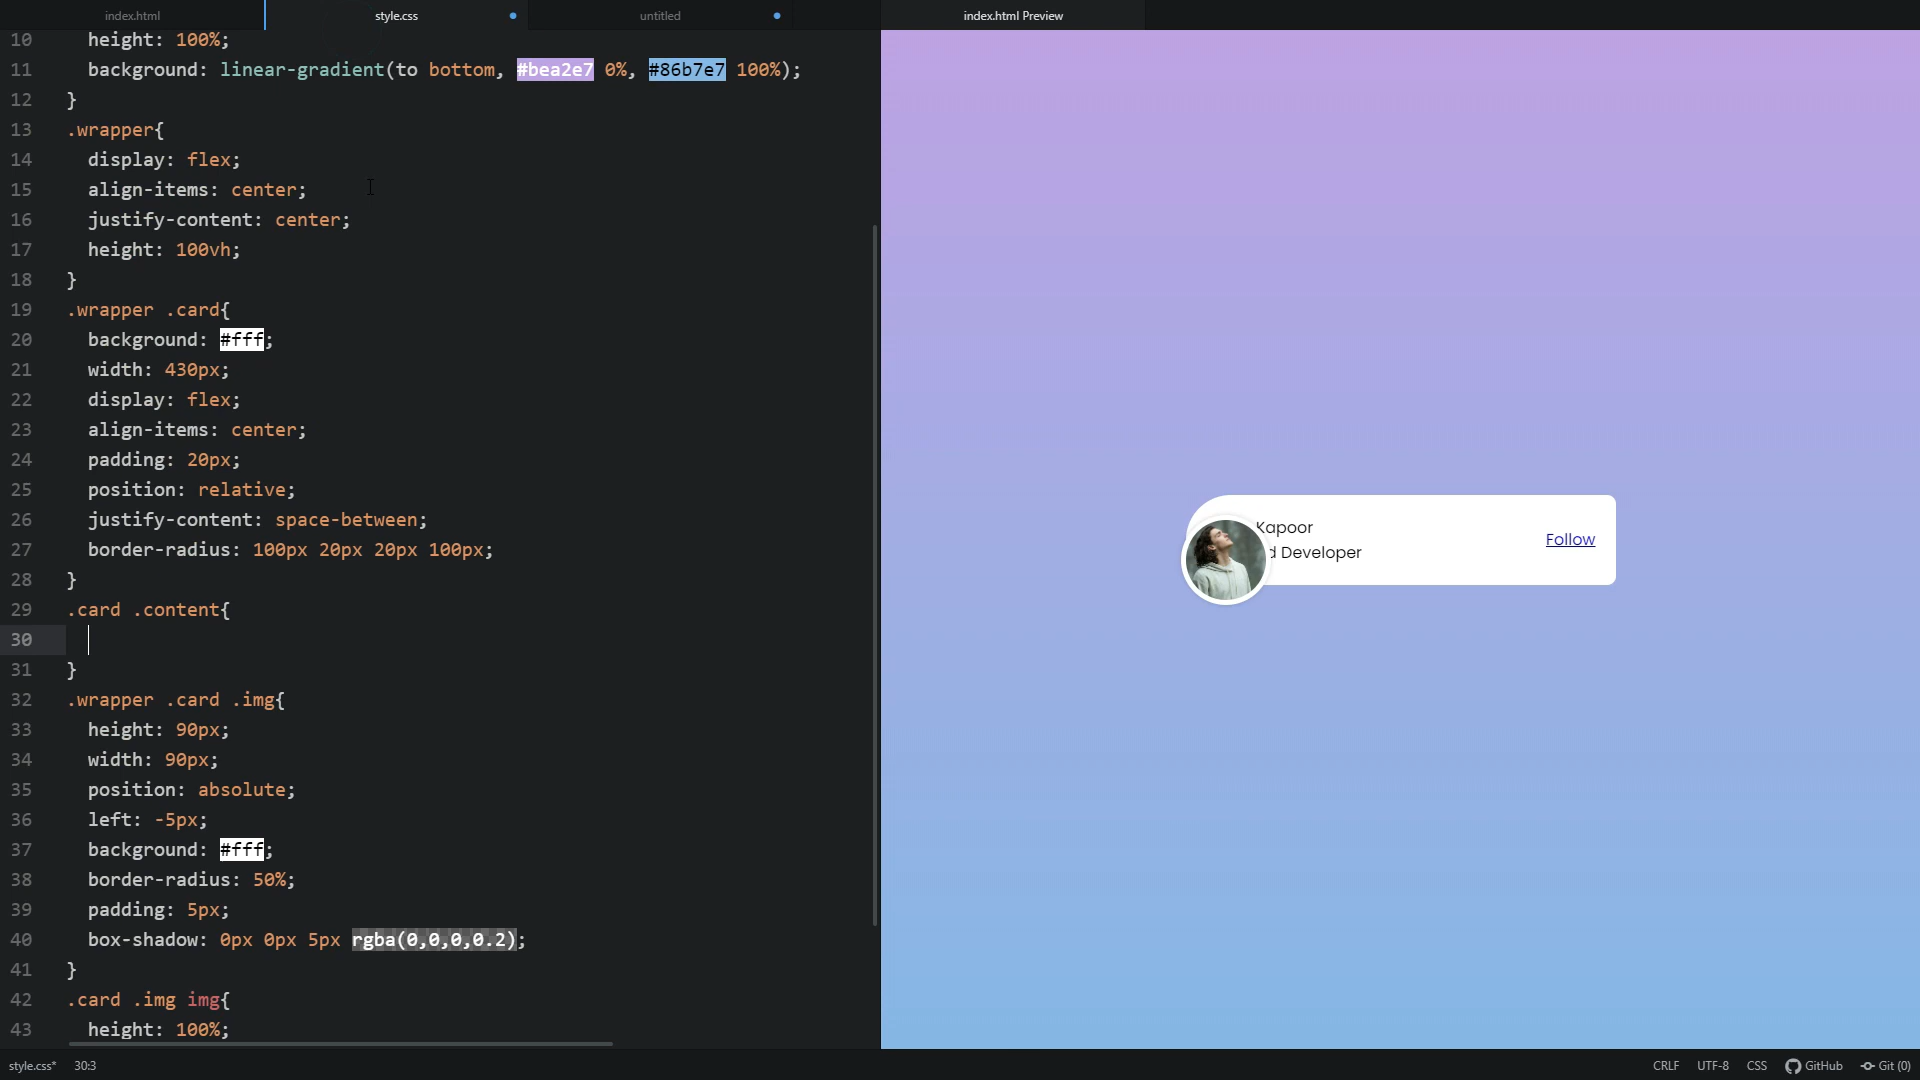 index.html
style.css
untitled
index.html Preview
10 height: 100%;
11 background: linear-gradient(to bottom, #bea2e7 0%, #86b7e7 100%);
12 }
13 .wrapper{
14 display: flex;
15 align-items: center;
16 justify-content: center;
17 height: 100vh;
18 }
19 .wrapper .card{
20 background: #fff;
21 width: 430px;
22 display: flex;
23 align-items: center;
24 padding: 20px;
25 position: relative;
26 justify-content: space-between;
27 border-radius: 100px 20px 20px 100px;
28 }
29 .card .content{
30
31 }
32 .wrapper .card .img{
33 height: 90px;
34 width: 90px;
35 position: absolute;
36 left: -5px;
37 background: #fff;
38 border-radius: 50%;
39 padding: 5px;
40 box-shadow: 0px 0px 5px rgba(0,0,0,0.2);
41 }
42 .card .img img{
43 height: 100%;
Kapoor
d Developer
Follow
style.css* 30:3
CRLF UTF-8 CSS GitHub Git (0)